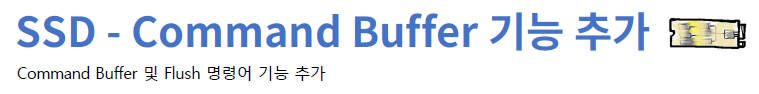 SSD - Command Buffer 기능 추가
Command Buffer 및 Flush 명령어 기능 추가